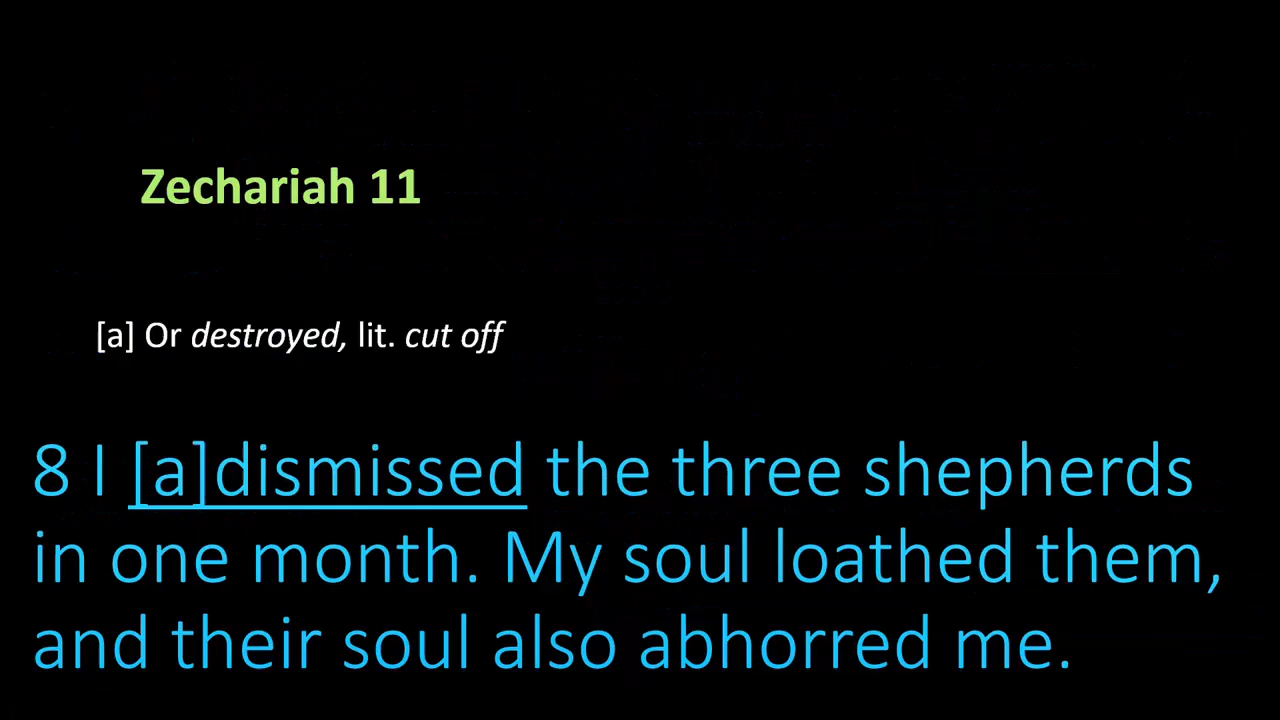 Zechariah 11
[a] Or destroyed, lit. cut off
8 I [a]dismissed the three shepherds
in one month. My soul loathed them,
and their soul also abhorred me.